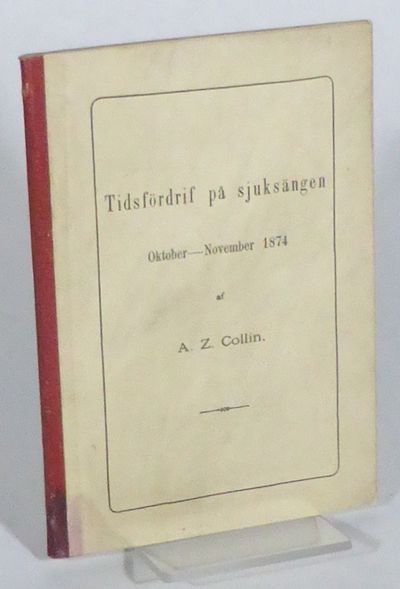 Tidsfördrif på sjuksängen
Oktober—November 1874
af
A. Z. Collin.